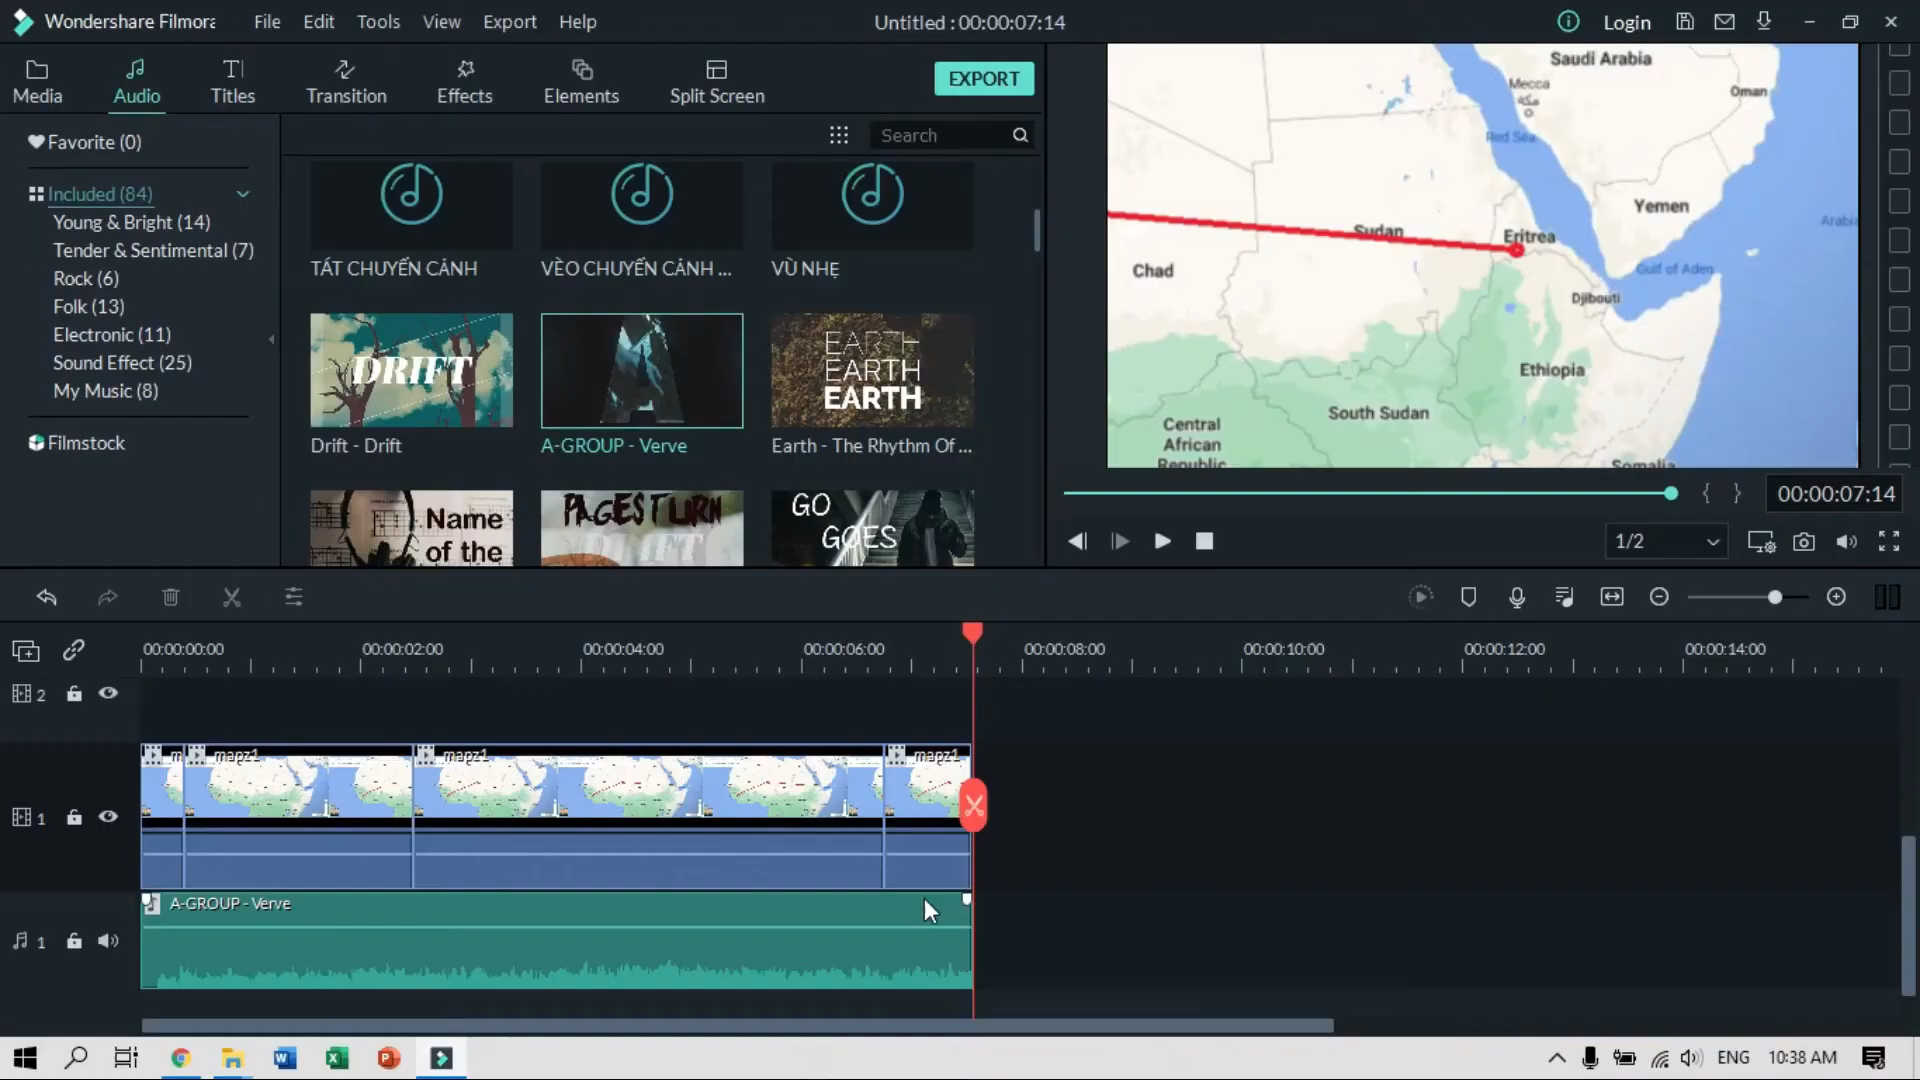 Wondershare Filmora
File
Edit
Tools
View
Export
Help
Untitled : 00:00:07:14
Login
Media
Audio
Titles
Transition
Effects
Elements
Split Screen
EXPORT
Favorite (0)
Included (84)
Young & Bright (14)
Tender & Sentimental (7)
Rock (6)
Folk (13)
Electronic (11)
Sound Effect (25)
My Music (8)
Filmstock
Search
TÁT CHUYỂN CẢNH
VÈO CHUYỂN CẢNH ...
VÙ NHẸ
DRIFT
A
EARTH
EARTH
EARTH
Drift - Drift
A-GROUP - Verve
Earth - The Rhythm Of ...
Name
of the
PAGES TURN
GO
GOES
Saudi Arabia
Mecca
مكة
Oman
Red Sea
Yemen
Sudan
Eritrea
Chad
Gulf of Aden
Djibouti
Ethiopia
South Sudan
Central
African
Republic
Somalia
00:00:07:14
1/2
00:00:00:00
00:00:02:00
00:00:04:00
00:00:06:00
00:00:08:00
00:00:10:00
00:00:12:00
00:00:14:00
2
m
mapz1
mapz1
mapz1
1
A-GROUP - Verve
1
ENG
10:38 AM